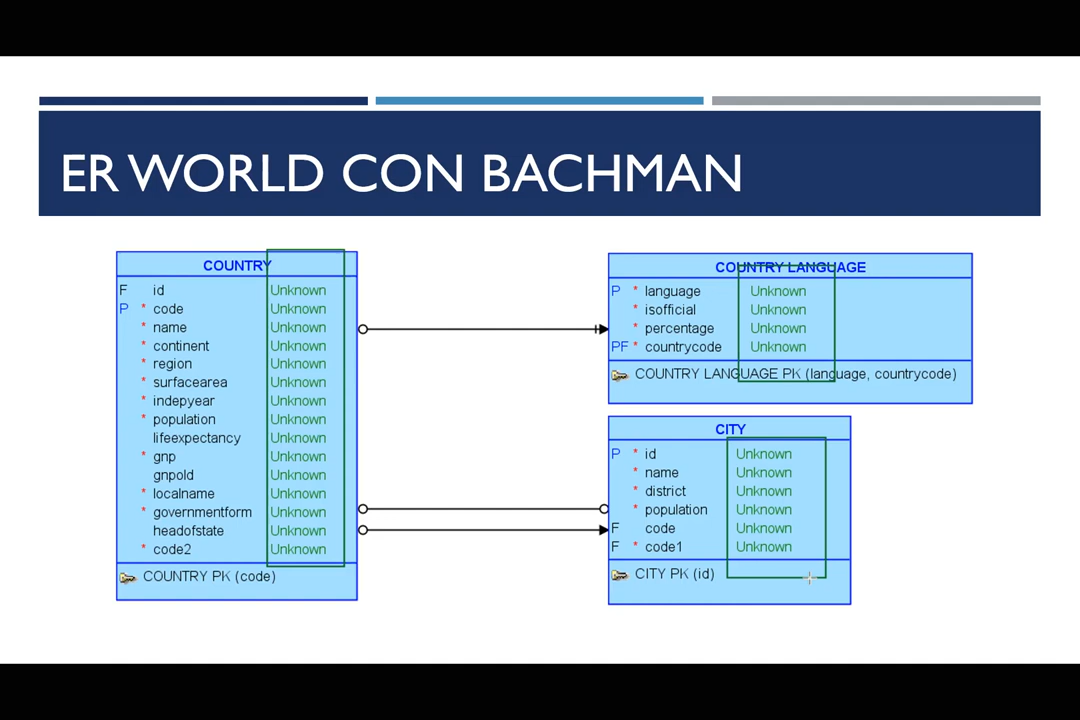 ER WORLD CON BACHMAN
COUNTRY
F id Unknown
P * code Unknown
* name Unknown
* continent Unknown
* region Unknown
* surfacearea Unknown
* indepyear Unknown
* population Unknown
lifeexpectancy Unknown
* gnp Unknown
gnpold Unknown
* localname Unknown
* governmentform Unknown
headofstate Unknown
* code2 Unknown
COUNTRY PK (code)
COUNTRY LANGUAGE
P * language Unknown
* isofficial Unknown
* percentage Unknown
PF * countrycode Unknown
COUNTRY LANGUAGE PK (language, countrycode)
CITY
P * id Unknown
* name Unknown
* district Unknown
* population Unknown
F code Unknown
F * code1 Unknown
CITY PK (id)